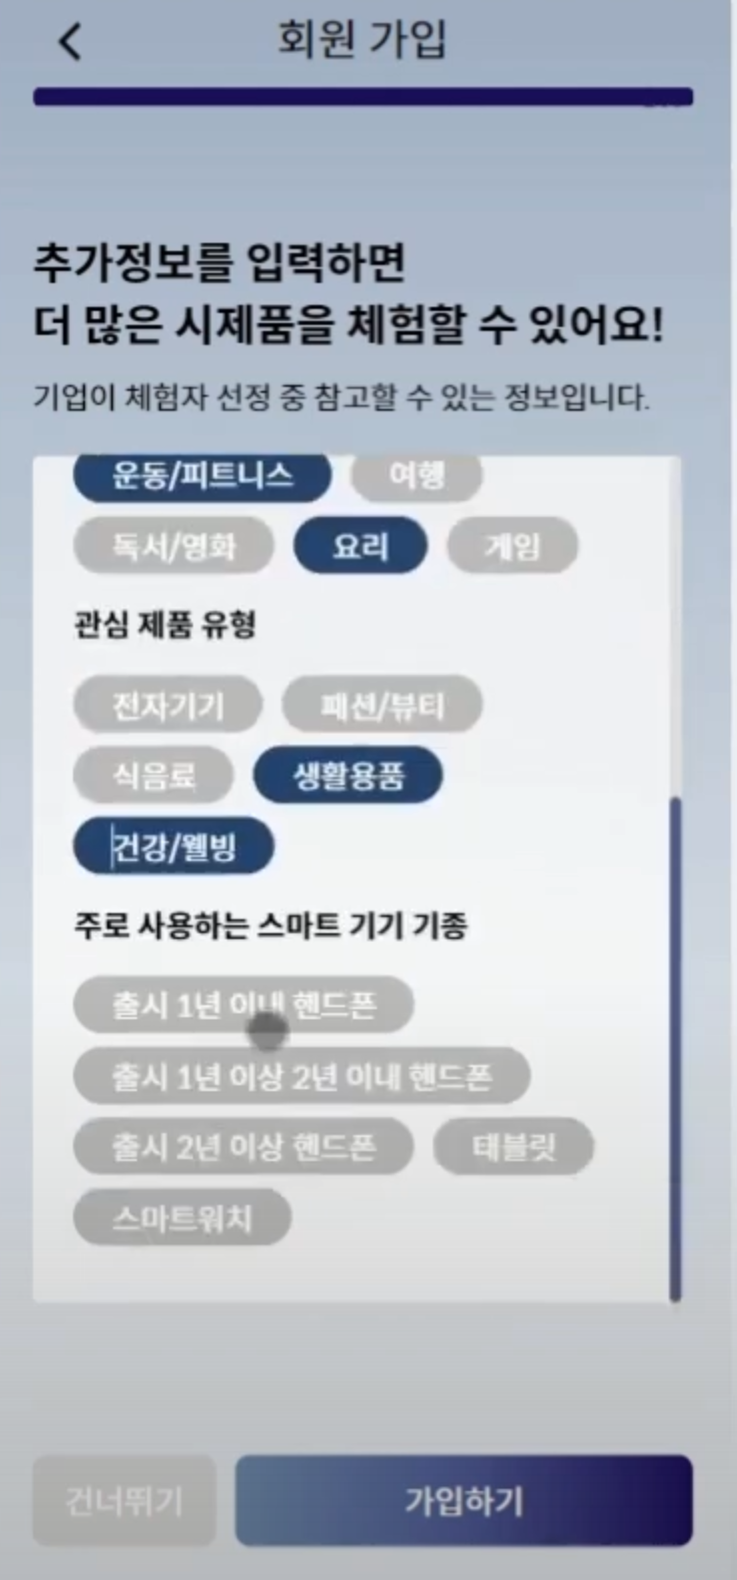 회원 가입
추가정보를 입력하면
더 많은 시제품을 체험할 수 있어요!
기업이 체험자 선정 중 참고할 수 있는 정보입니다.
운동/피트니스 여행
독서/영화 요리 게임
관심 제품 유형
전자기기 패션/뷰티
식음료 생활용품
건강/웰빙
주로 사용하는 스마트 기기 기종
출시 1년 이내 핸드폰
출시 1년 이상 2년 이내 핸드폰
출시 2년 이상 핸드폰 태블릿
스마트워치
건너뛰기 가입하기